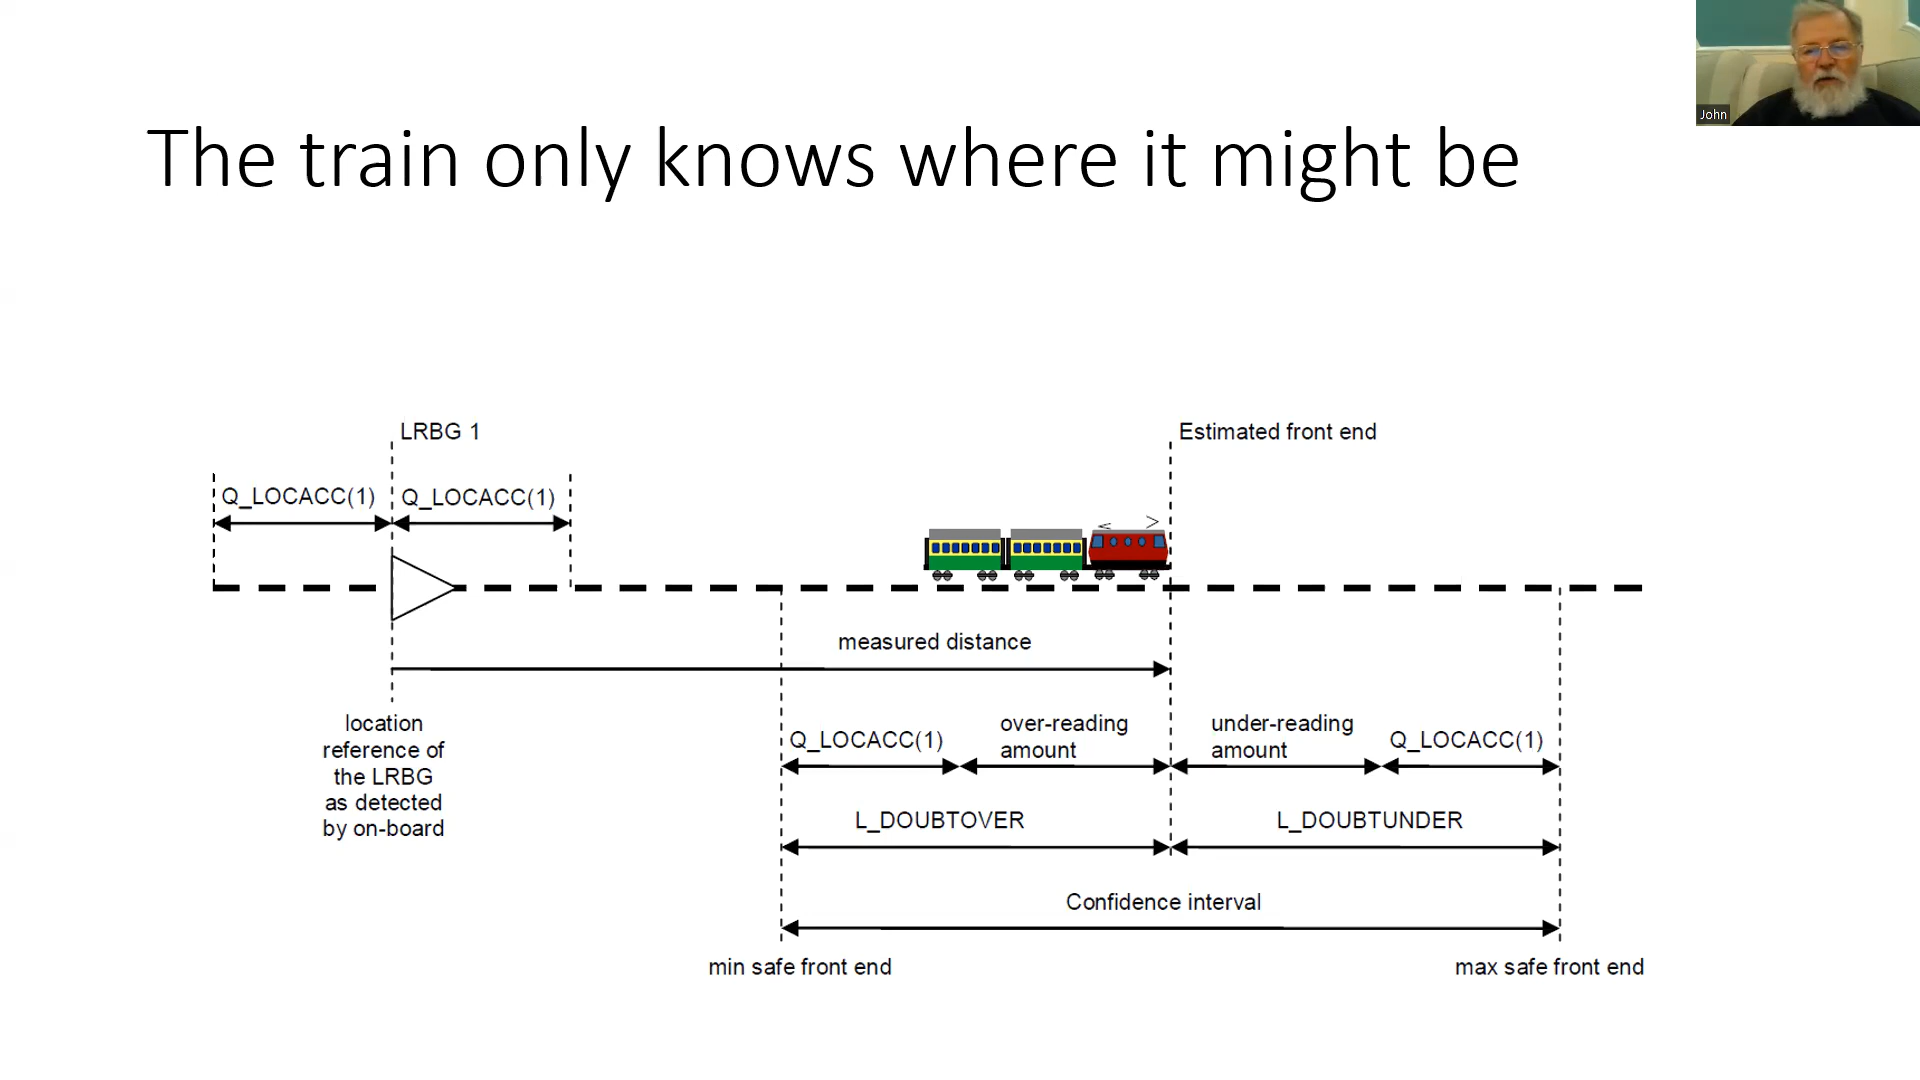 John
The train only knows where it might be
LRBG 1
Estimated front end
Q_LOCACC(1) Q_LOCACC(1)
< >
measured distance
location
reference of
the LRBG
as detected
by on-board
Q_LOCACC(1)
over-reading
amount
under-reading
amount
Q_LOCACC(1)
L_DOUBTOVER
L_DOUBTUNDER
Confidence interval
min safe front end
max safe front end